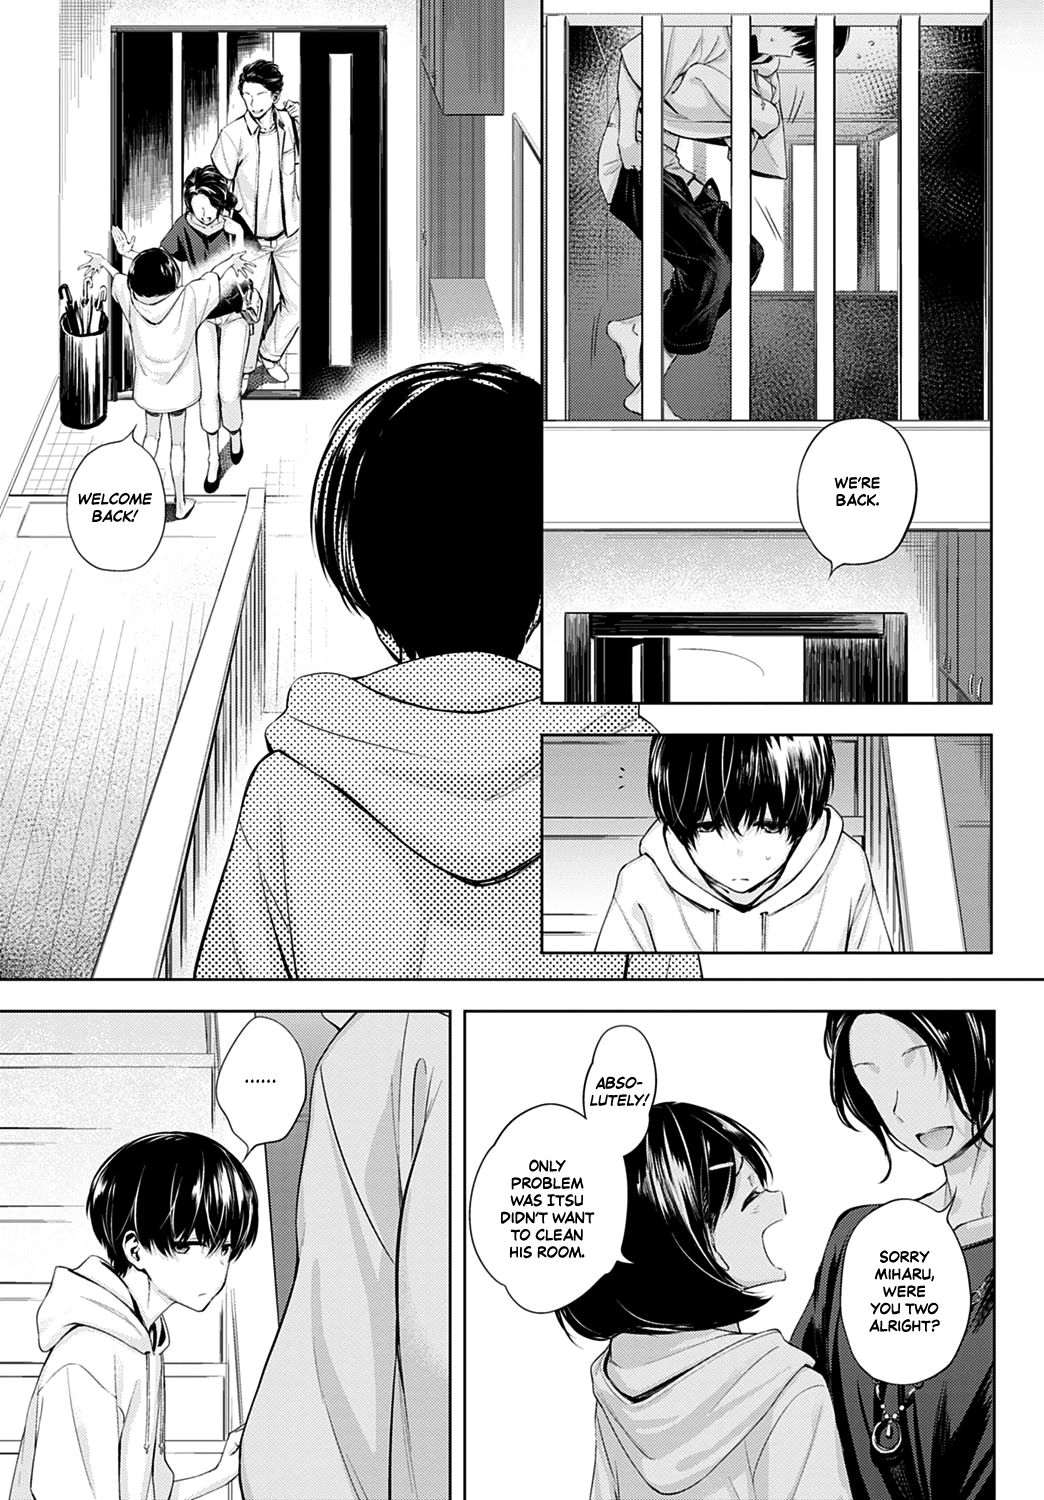 WE'RE
BACK.
WELCOME
BACK!
SORRY
MIHARU,
WERE
YOU TWO
ALRIGHT?
ABSO-
LUTELY!
ONLY
PROBLEM
WAS ITSU
DIDN'T WANT
TO CLEAN
HIS ROOM.
......